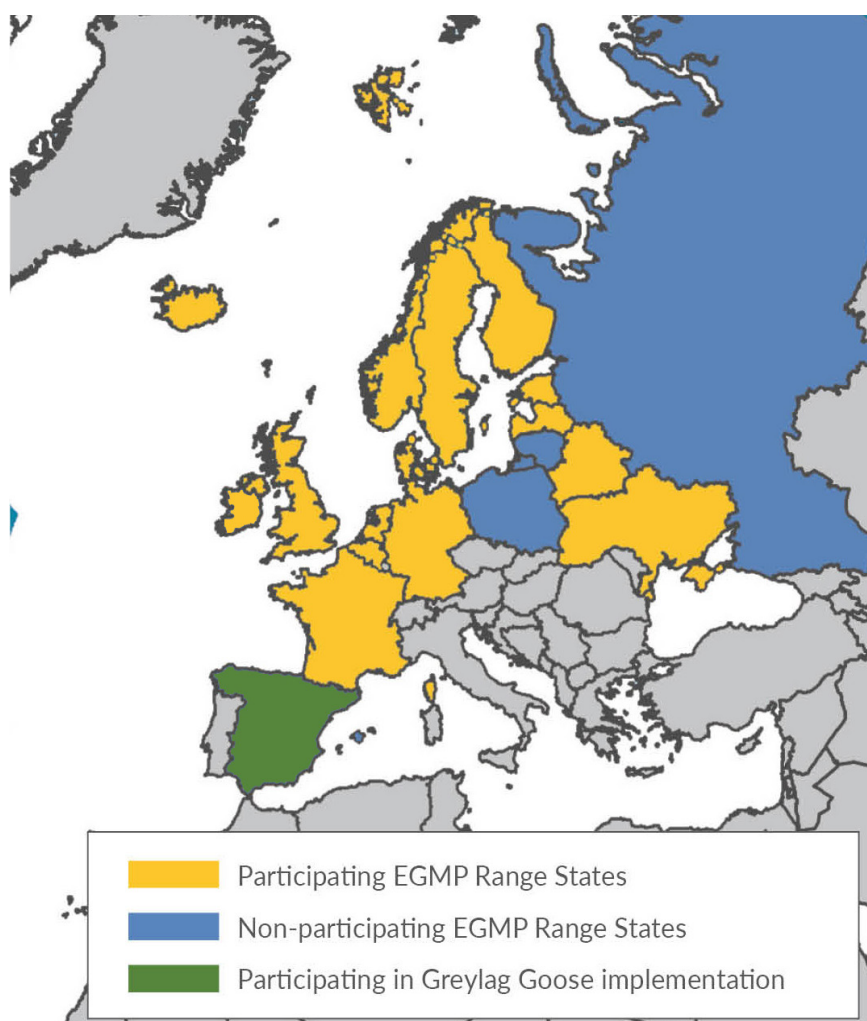 Participating EGMP Range States
Non-participating EGMP Range States
Participating in Greylag Goose implementation